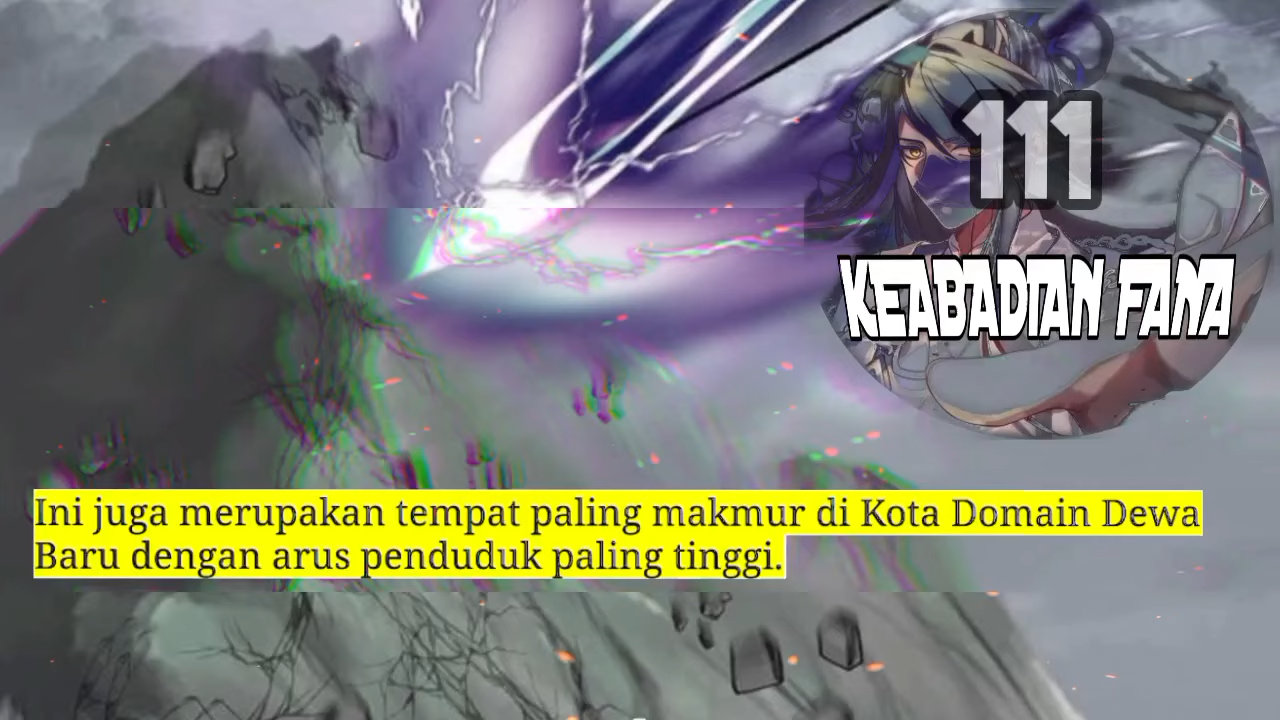 111
KEABADIAN FANA
Ini juga merupakan tempat paling makmur di Kota Domain Dewa
Baru dengan arus penduduk paling tinggi.